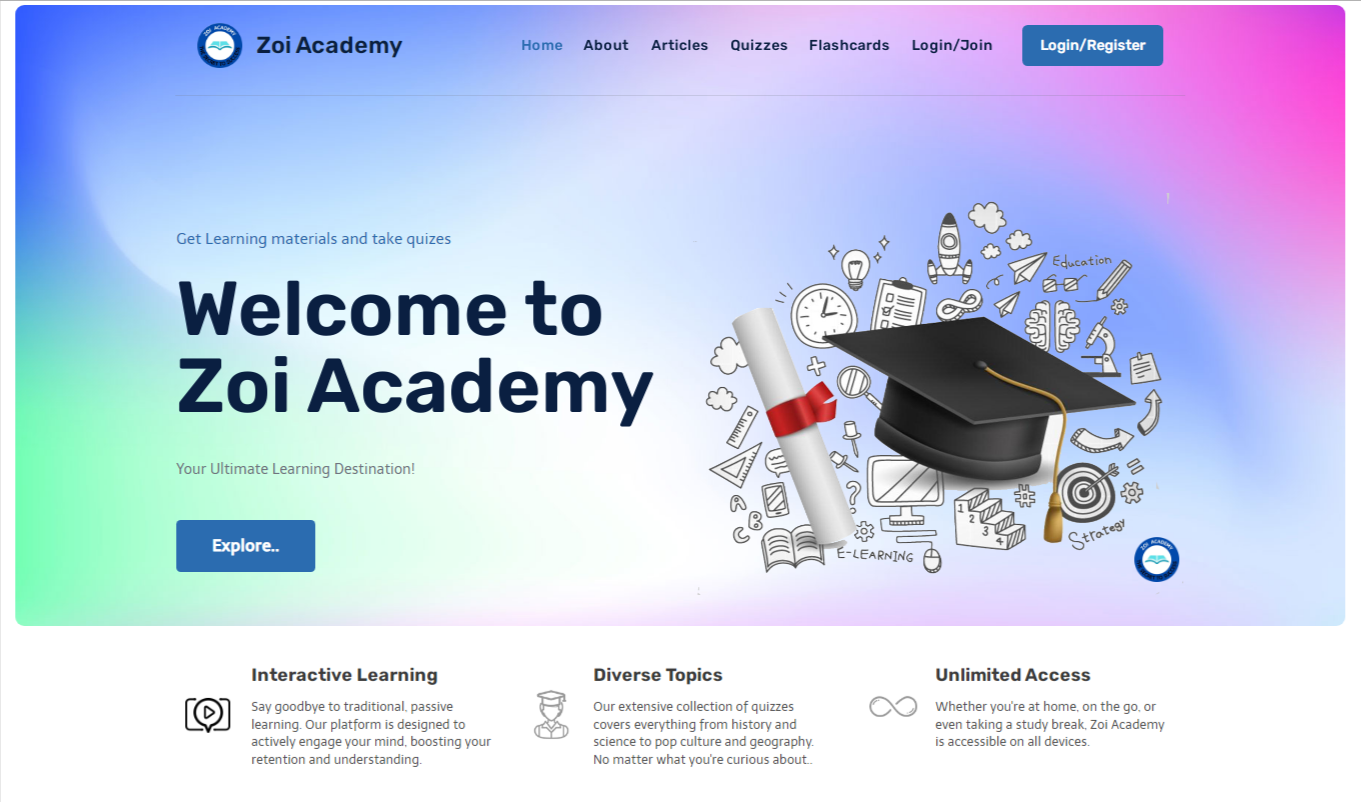 ZOI ACADEMY
Zoi Academy
Home
About
Articles
Quizzes
Flashcards
Login/Join
Login/Register
Get Learning materials and take quizes
Welcome to
Zoi Academy
Your Ultimate Learning Destination!
Explore..
Education
A
B
C
?
1
2
3
4
#
E-LEARNING
Strategy
ZOI ACADEMY
Interactive Learning
Say goodbye to traditional, passive
learning. Our platform is designed to
actively engage your mind, boosting your
retention and understanding.
Diverse Topics
Our extensive collection of quizzes
covers everything from history and
science to pop culture and geography.
No matter what you're curious about..
Unlimited Access
Whether you're at home, on the go, or
even taking a study break, Zoi Academy
is accessible on all devices.